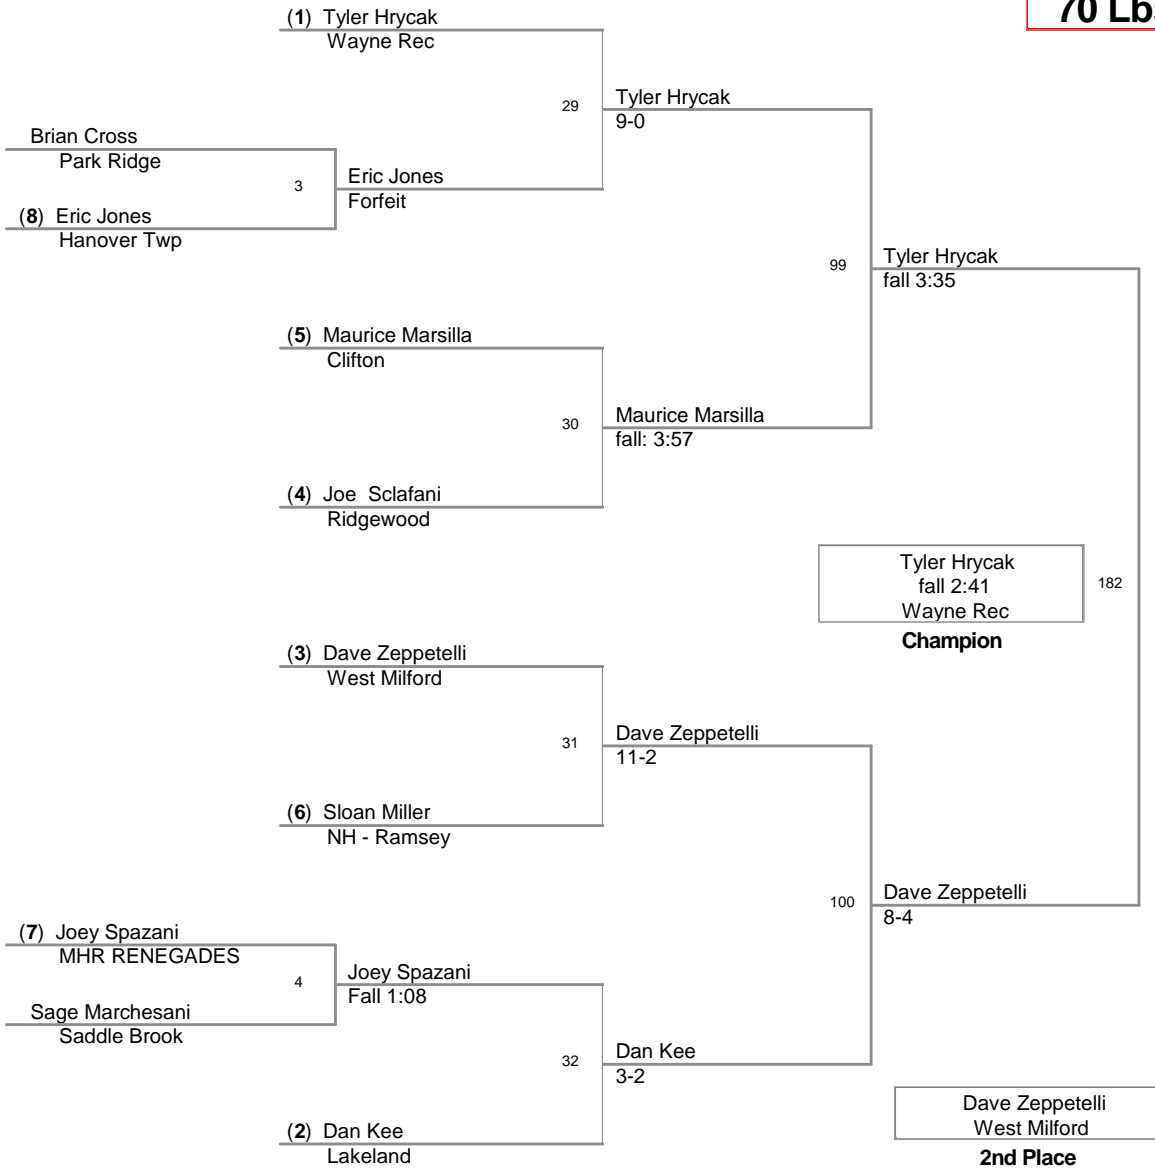 70 Lbs
(1) Tyler Hrycak
Wayne Rec
29
Tyler Hrycak
9-0
Brian Cross
Park Ridge
3
Eric Jones
Forfeit
(8) Eric Jones
Hanover Twp
99
Tyler Hrycak
fall 3:35
(5) Maurice Marsilla
Clifton
30
Maurice Marsilla
fall: 3:57
(4) Joe Sclafani
Ridgewood
Tyler Hrycak
fall 2:41
Wayne Rec
182
Champion
(3) Dave Zeppetelli
West Milford
31
Dave Zeppetelli
11-2
(6) Sloan Miller
NH - Ramsey
100
Dave Zeppetelli
8-4
(7) Joey Spazani
MHR RENEGADES
4
Joey Spazani
Fall 1:08
Sage Marchesani
Saddle Brook
32
Dan Kee
3-2
(2) Dan Kee
Lakeland
Dave Zeppetelli
West Milford
2nd Place